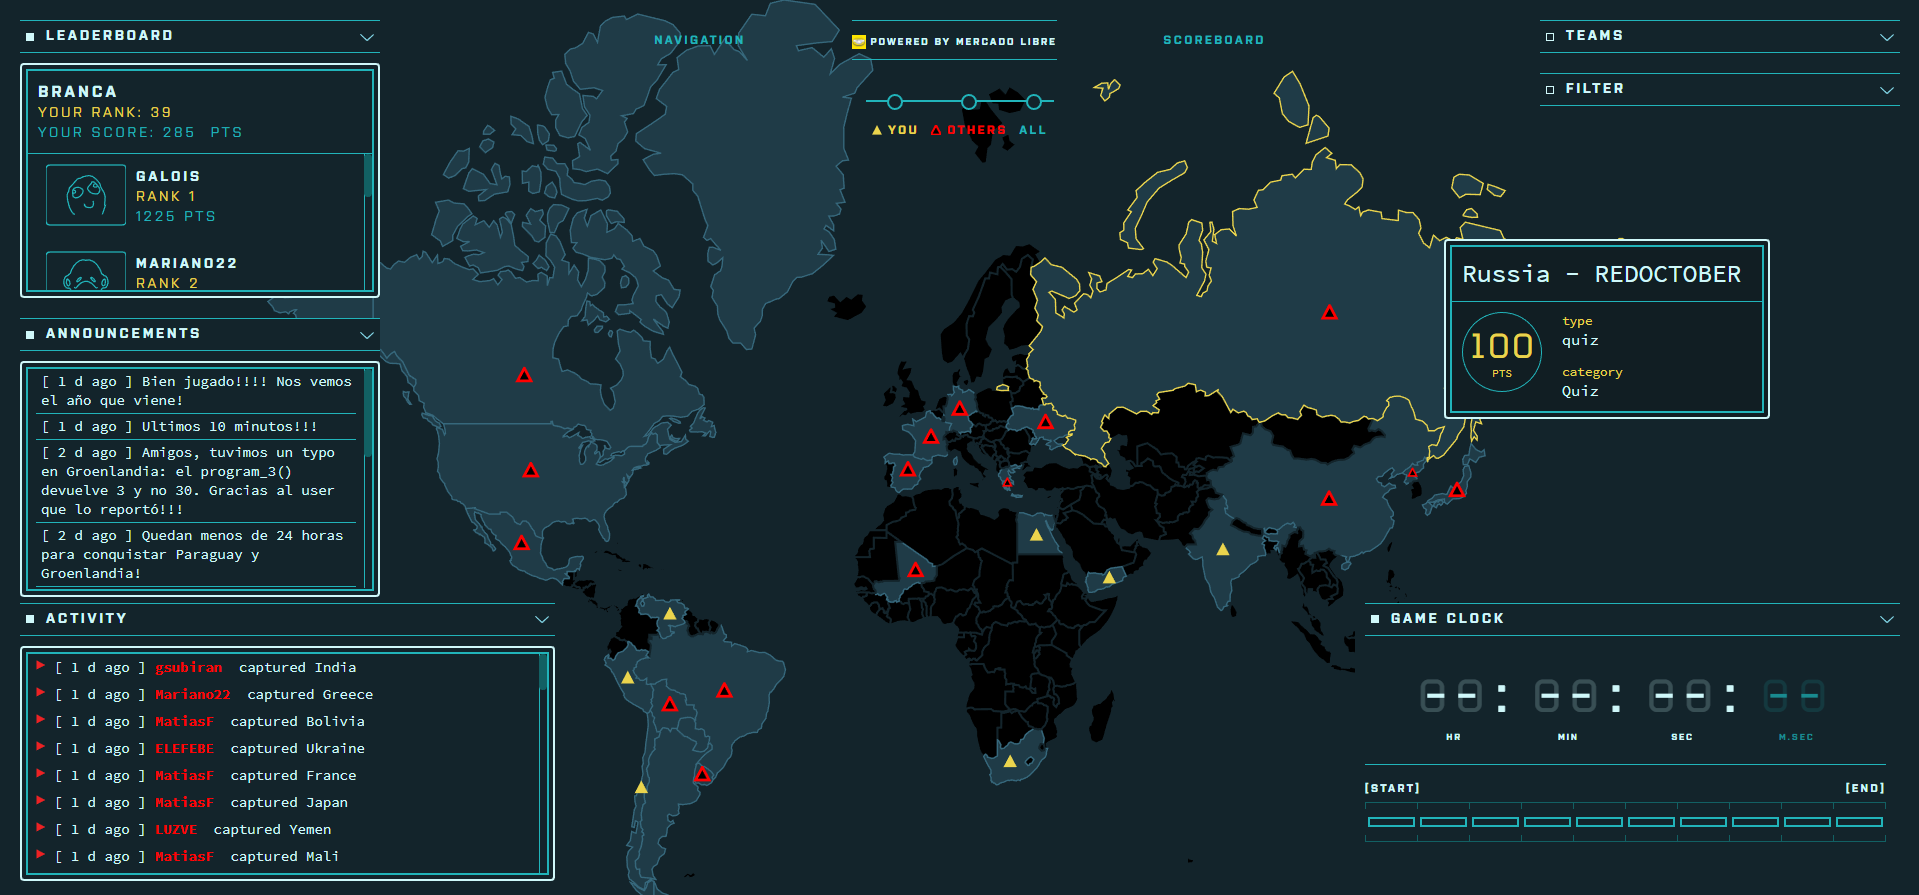 LEADERBOARD
BRANCA
YOUR RANK: 39
YOUR SCORE: 285 PTS
GALOIS
RANK 1
1225 PTS
MARIANO22
RANK 2
ANNOUNCEMENTS
[ 1 d ago ] Bien jugado!!!! Nos vemos
el año que viene!
[ 1 d ago ] Ultimos 10 minutos!!!
[ 2 d ago ] Amigos, tuvimos un typo
en Groenlandia: el program_3()
devuelve 3 y no 30. Gracias al user
que lo reportó!!!
[ 2 d ago ] Quedan menos de 24 horas
para conquistar Paraguay y
Groenlandia!
ACTIVITY
[ 1 d ago ] gsubiran captured India
[ 1 d ago ] Mariano22 captured Greece
[ 1 d ago ] MatiasF captured Bolivia
[ 1 d ago ] ELEFEBE captured Ukraine
[ 1 d ago ] MatiasF captured France
[ 1 d ago ] MatiasF captured Japan
[ 1 d ago ] LUZVE captured Yemen
[ 1 d ago ] MatiasF captured Mali
NAVIGATION
POWERED BY MERCADO LIBRE
SCOREBOARD
YOU OTHERS ALL
TEAMS
FILTER
Russia - REDOCTOBER
100
PTS
type
quiz
category
Quiz
GAME CLOCK
--:--:--:--
HR MIN SEC M.SEC
[START] [END]